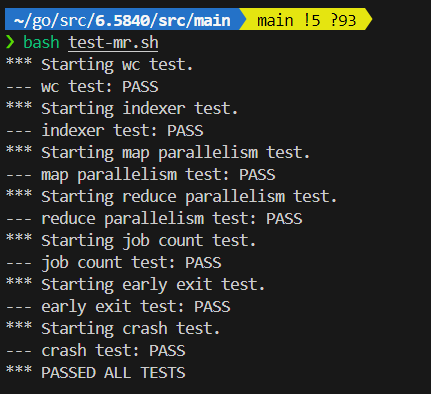 ~/go/src/6.5840/src/main main !5 ?93
❯ bash test-mr.sh
*** Starting wc test.
--- wc test: PASS
*** Starting indexer test.
--- indexer test: PASS
*** Starting map parallelism test.
--- map parallelism test: PASS
*** Starting reduce parallelism test.
--- reduce parallelism test: PASS
*** Starting job count test.
--- job count test: PASS
*** Starting early exit test.
--- early exit test: PASS
*** Starting crash test.
--- crash test: PASS
*** PASSED ALL TESTS